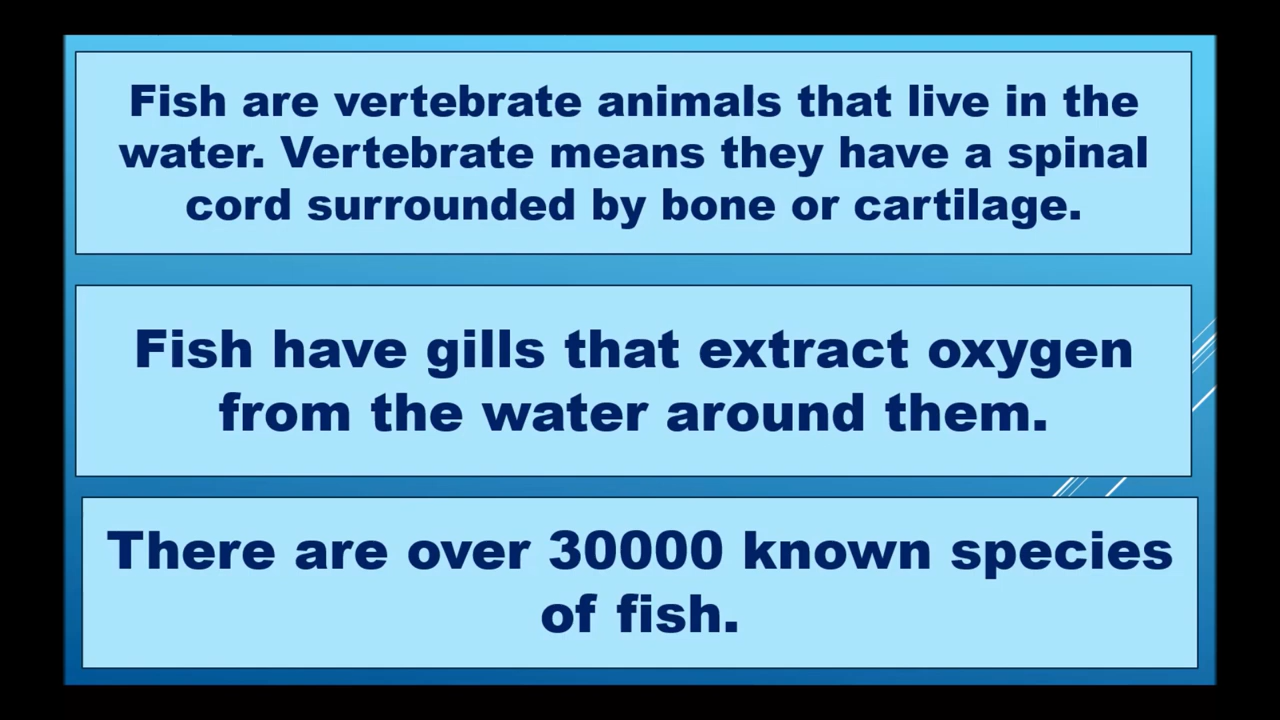 Fish are vertebrate animals that live in the
water. Vertebrate means they have a spinal
cord surrounded by bone or cartilage.
Fish have gills that extract oxygen
from the water around them.
There are over 30000 known species
of fish.